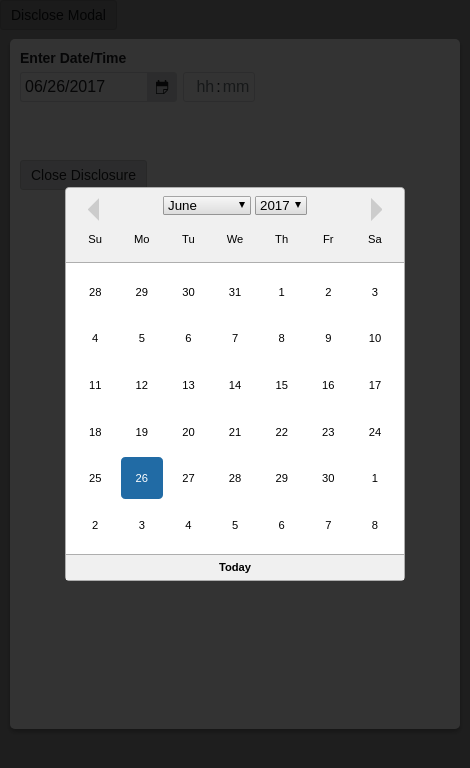 Disclose Modal
Enter Date/Time
06/26/2017 hh:mm
Close Disclosure
June 2017
Su Mo Tu We Th Fr Sa
28 29 30 31 1 2 3
4 5 6 7 8 9 10
11 12 13 14 15 16 17
18 19 20 21 22 23 24
25 26 27 28 29 30 1
2 3 4 5 6 7 8
Today